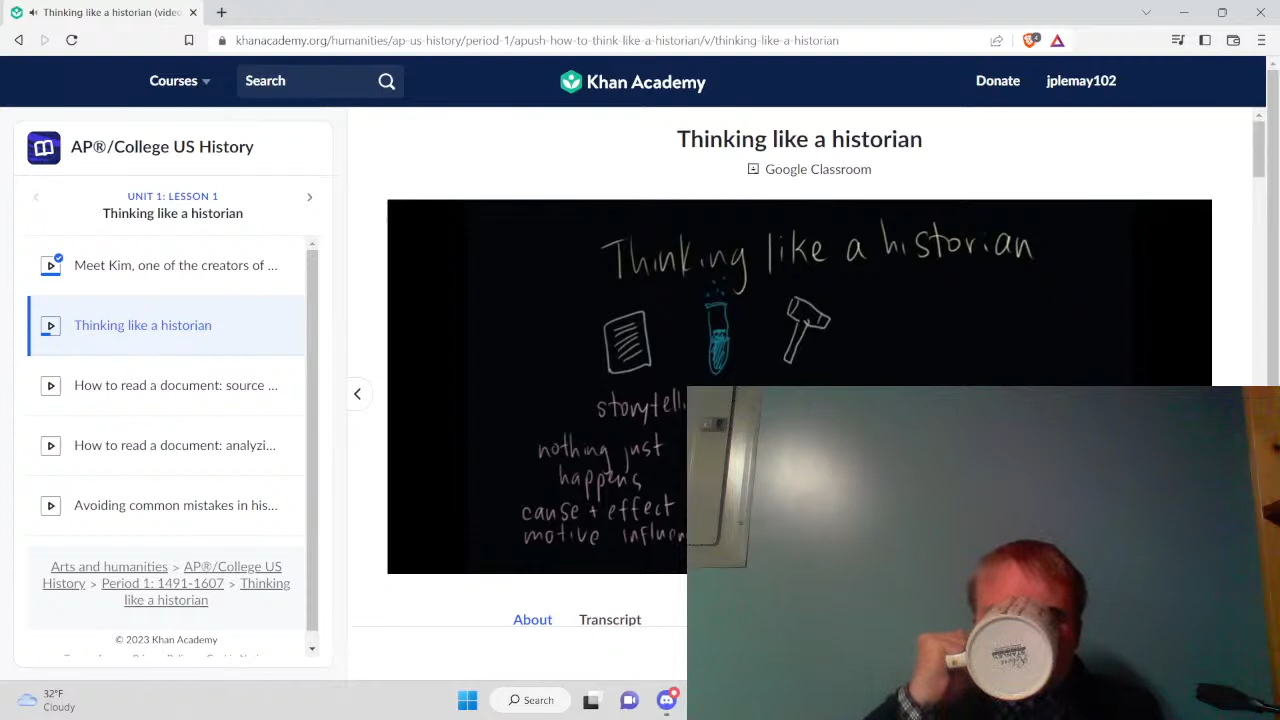 Thinking like a historian (video
khanacademy.org/humanities/ap-us-history/period-1/apush-how-to-think-like-a-historian/v/thinking-like-a-historian
4
Courses
Search
Khan Academy
Donate
jplemay102
AP®/College US History
UNIT 1: LESSON 1
Thinking like a historian
Meet Kim, one of the creators of ...
Thinking like a historian
How to read a document: source ...
How to read a document: analyzi...
Avoiding common mistakes in his...
Arts and humanities > AP®/College US
History > Period 1: 1491-1607 > Thinking
like a historian
© 2023 Khan Academy
Thinking like a historian
Google Classroom
Thinking like a historian
storytelli
nothing just
happens
cause + effect
motive influen
About
Transcript
32°F
Cloudy
Search